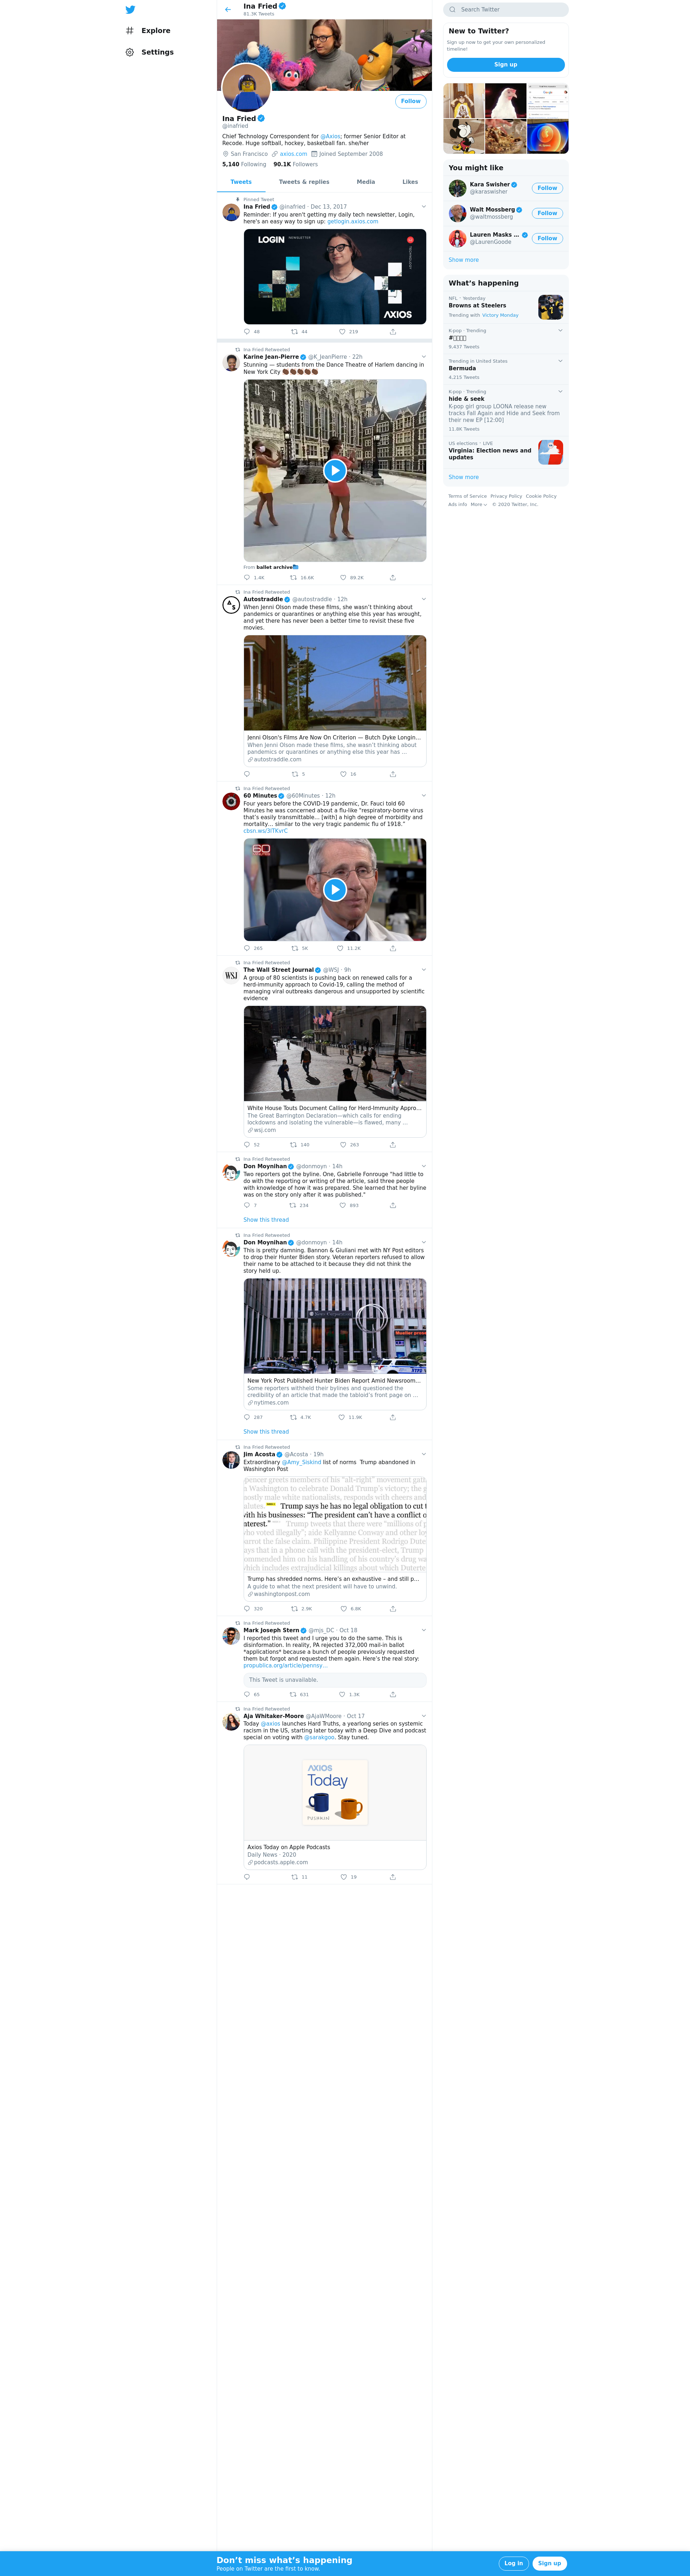 Explore
Settings
Ina Fried
81.3K Tweets
Follow
Ina Fried
@inafried
Chief Technology Correspondent for @Axios; former Senior Editor at
Recode. Huge softball, hockey, basketball fan. she/her
San Francisco axios.com Joined September 2008
5,140 Following 90.1K Followers
Tweets Tweets & replies Media Likes
Pinned Tweet
Ina Fried @inafried · Dec 13, 2017
Reminder: If you aren't getting my daily tech newsletter, Login,
here's an easy way to sign up: getlogin.axios.com
LOGIN NEWSLETTER
AXIOS
48 44 219
Ina Fried Retweeted
Karine Jean-Pierre @K_JeanPierre · 22h
Stunning — students from the Dance Theatre of Harlem dancing in
New York City
From ballet archive
1.4K 16.6K 80.2K
Ina Fried Retweeted
Autostraddle @autostraddle · 12h
When Jenni Olson made these films, she wasn't thinking about
pandemics or quarantines or anything else this year has wrought,
and yet there has never been a better time to revisit these five
movies.
Jenni Olson's Films Are Now On Criterion — Butch Dyke Longin...
When Jenni Olson made these films, she wasn't thinking about
pandemics or quarantines or anything else this year has ...
autostraddle.com
5 16
Ina Fried Retweeted
60 Minutes @60Minutes · 12h
Four years before the COVID-19 pandemic, Dr. Fauci told 60
Minutes he was concerned about a flu-like "respiratory-borne virus
that's easily transmittable... [with] a high degree of morbidity and
mortality... similar to the very tragic pandemic flu of 1918."
cbsn.ws/3lTKvrC
60
265 5K 11.2K
Ina Fried Retweeted
WSJ
The Wall Street Journal @WSJ · 9h
A group of 80 scientists is pushing back on renewed calls for a
herd-immunity approach to Covid-19, calling the method of
managing viral outbreaks dangerous and unsupported by scientific
evidence
White House Touts Document Calling for Herd-Immunity Appro...
The Great Barrington Declaration—which calls for ending
lockdowns and isolating the vulnerable—is flawed, many ...
wsj.com
52 140 263
Ina Fried Retweeted
Don Moynihan @donmoyn · 14h
Two reporters got the byline. One, Gabrielle Fonrouge "had little to
do with the reporting or writing of the article, said three people
with knowledge of how it was prepared. She learned that her byline
was on the story only after it was published."
7 234 893
Show this thread
Ina Fried Retweeted
Don Moynihan @donmoyn · 14h
This is pretty damning. Bannon & Giuliani met with NY Post editors
to drop their Hunter Biden story. Veteran reporters refused to allow
their name to be attached to it because they did not think the
story held up.
New York Post Published Hunter Biden Report Amid Newsroom...
Some reporters withheld their bylines and questioned the
credibility of an article that made the tabloid's front page on ...
nytimes.com
287 4.7K 11.9K
Show this thread
Ina Fried Retweeted
Jim Acosta @Acosta · 19h
Extraordinary @Amy_Siskind list of norms Trump abandoned in
Washington Post
Trump says he has no legal obligation to cut t
with his businesses: "The president can't have a conflict o
nterest."
Trump has shredded norms. Here's an exhaustive – and still p...
A guide to what the next president will have to unwind.
washingtonpost.com
320 2.9K 6.8K
Ina Fried Retweeted
Mark Joseph Stern @mjs_DC · Oct 18
I reported this tweet and I urge you to do the same. This is
disinformation. In reality, PA rejected 372,000 mail-in ballot
*applications* because a bunch of people previously requested
them but forgot and requested them again. Here's the real story:
propublica.org/article/pennsy...
This Tweet is unavailable.
65 631 1.3K
Ina Fried Retweeted
Aja Whitaker-Moore @AjaWMoore · Oct 17
Today @axios launches Hard Truths, a yearlong series on systemic
racism in the US, starting later today with a Deep Dive and podcast
special on voting with @sarakgoo. Stay tuned.
AXIOS
Today
Axios Today on Apple Podcasts
Daily News · 2020
podcasts.apple.com
11 19
Search Twitter
New to Twitter?
Sign up now to get your own personalized
timeline!
Sign up
You might like
Kara Swisher
@karaswisher
Follow
Walt Mossberg
@waltmossberg
Follow
Lauren Masks ...
@LaurenGoode
Follow
Show more
What's happening
NFL · Yesterday
Browns at Steelers
Trending with Victory Monday
K-pop · Trending
9,437 Tweets
Trending in United States
Bermuda
4,215 Tweets
K-pop · Trending
hide & seek
K-pop girl group LOONA release new
tracks Fall Again and Hide and Seek from
their new EP [12:00]
11.8K Tweets
US elections · LIVE
Virginia: Election news and
updates
Show more
Terms of Service Privacy Policy Cookie Policy
Ads info More © 2020 Twitter, Inc.
Don't miss what's happening
People on Twitter are the first to know.
Log in Sign up